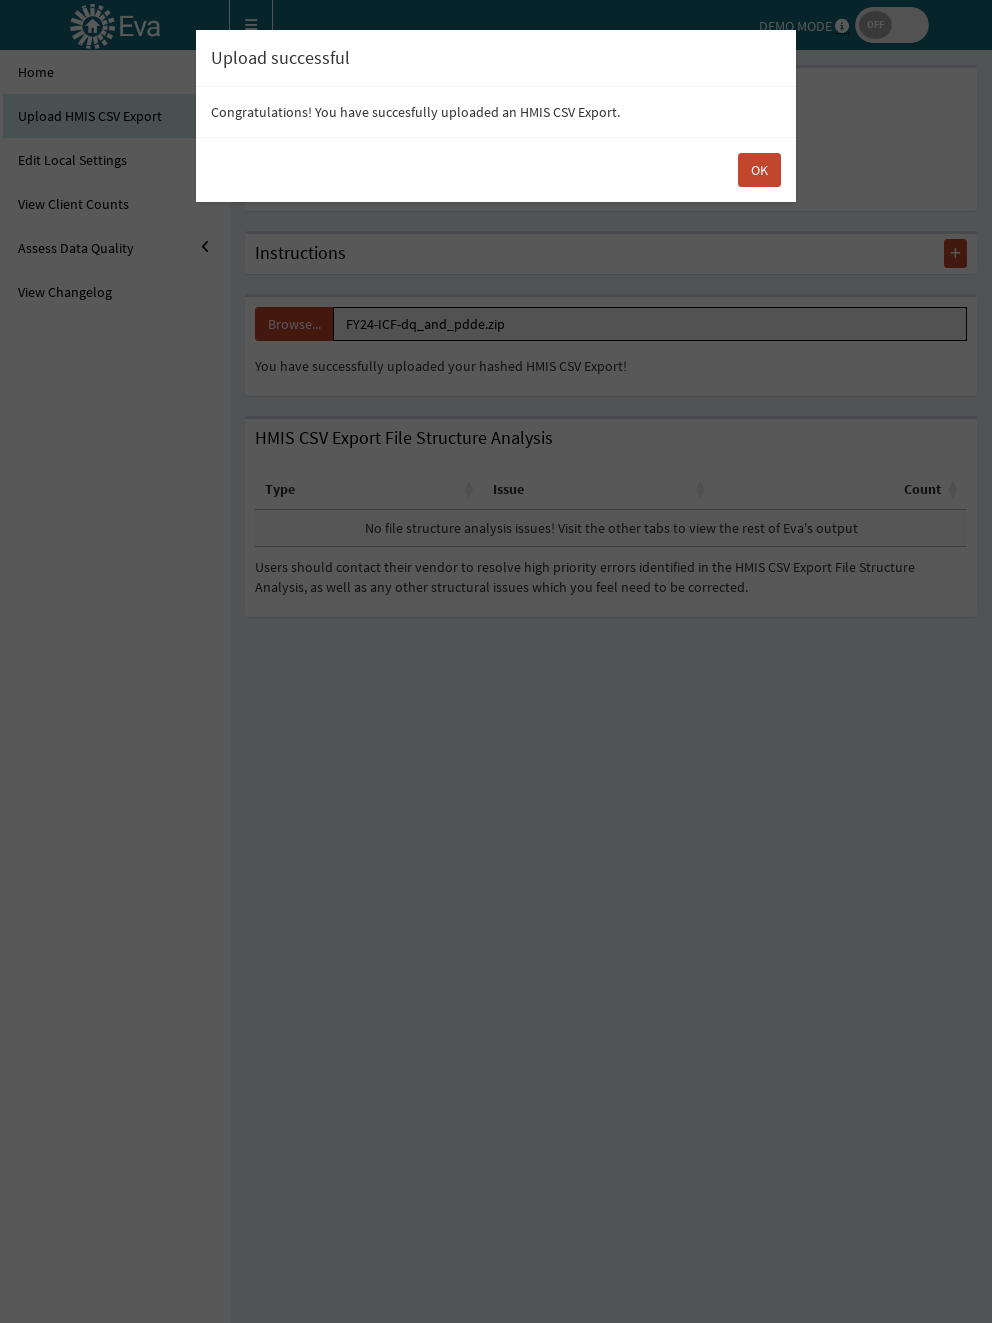 Eva
DEMO MODE
OFF
Upload successful
Congratulations! You have succesfully uploaded an HMIS CSV Export.
OK
Home
Upload HMIS CSV Export
Edit Local Settings
View Client Counts
Assess Data Quality
View Changelog
Instructions
Browse...
FY24-ICF-dq_and_pdde.zip
You have successfully uploaded your hashed HMIS CSV Export!
HMIS CSV Export File Structure Analysis
Type Issue Count
No file structure analysis issues! Visit the other tabs to view the rest of Eva's output
Users should contact their vendor to resolve high priority errors identified in the HMIS CSV Export File Structure
Analysis, as well as any other structural issues which you feel need to be corrected.